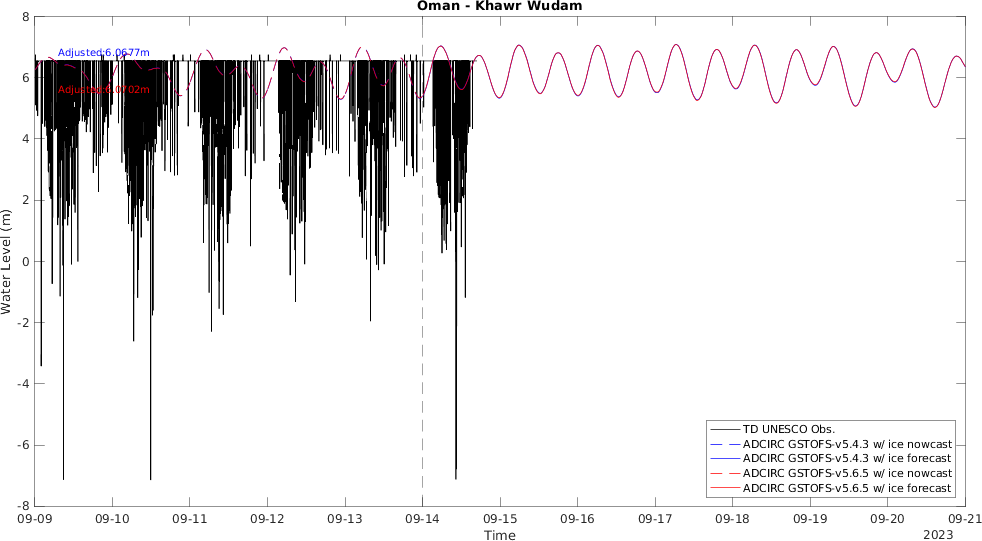 Oman - Khawr Wudam
Adjusted:6.0677m
Adjusted:6.0702m
Water Level (m)
8
6
4
2
0
-2
-4
-6
-8
TD UNESCO Obs.
ADCIRC GSTOFS-v5.4.3 w/ ice nowcast
ADCIRC GSTOFS-v5.4.3 w/ ice forecast
ADCIRC GSTOFS-v5.6.5 w/ ice nowcast
ADCIRC GSTOFS-v5.6.5 w/ ice forecast
09-09 09-10 09-11 09-12 09-13 09-14 09-15 09-16 09-17 09-18 09-19 09-20 09-21
Time
2023